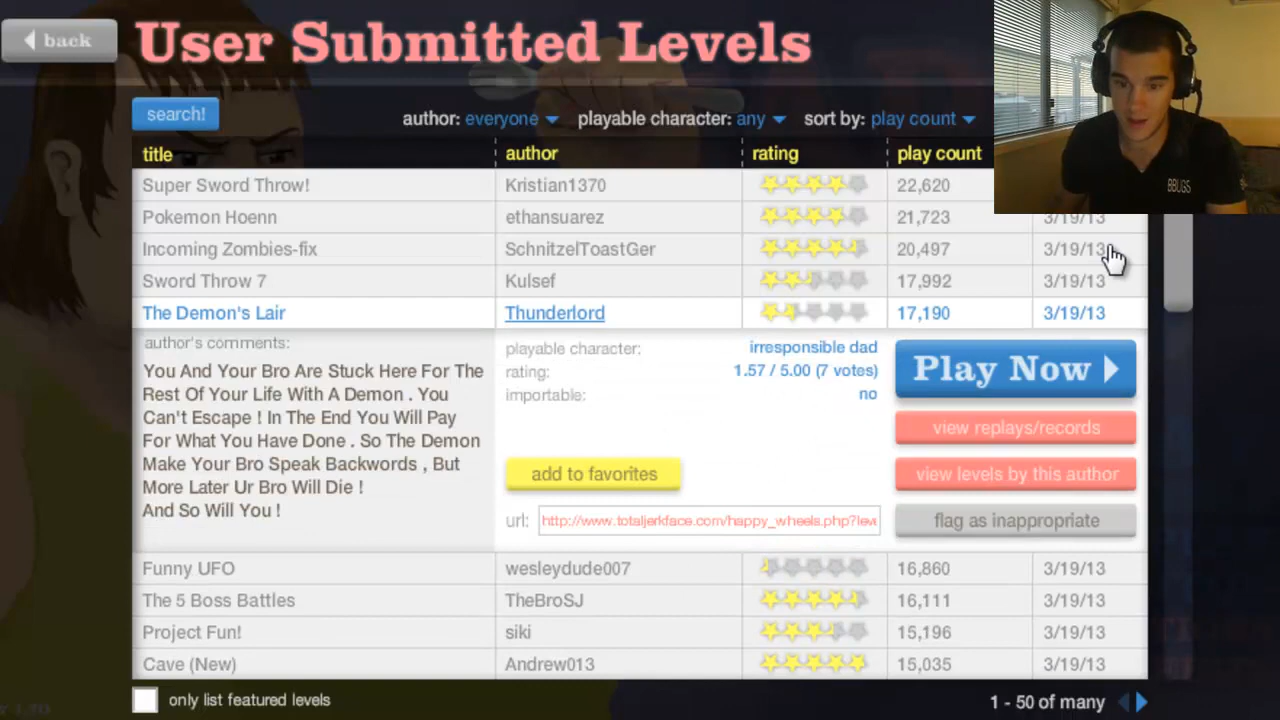 back
User Submitted Levels
search!
author: everyone
playable character: any
sort by: play count
title author rating play count
Super Sword Throw! Kristian1370 22,620
Pokemon Hoenn ethansuarez 21,723 3/19/13
Incoming Zombies-fix SchnitzelToastGer 20,497 3/19/13
Sword Throw 7 Kulsef 17,992 3/19/13
The Demon's Lair Thunderlord 17,190 3/19/13
author's comments:
You And Your Bro Are Stuck Here For The
Rest Of Your Life With A Demon . You
Can't Escape ! In The End You Will Pay
For What You Have Done . So The Demon
Make Your Bro Speak Backwords , But
More Later Ur Bro Will Die !
And So Will You !
playable character: irresponsible dad
rating: 1.57 / 5.00 (7 votes)
importable: no
add to favorites
url: http://www.totaljerkface.com/happy_wheels.php?leve
Play Now
view replays/records
view levels by this author
flag as inappropriate
Funny UFO wesleydude007 16,860 3/19/13
The 5 Boss Battles TheBroSJ 16,111 3/19/13
Project Fun! siki 15,196 3/19/13
Cave (New) Andrew013 15,035 3/19/13
only list featured levels
1 - 50 of many
BBUGS